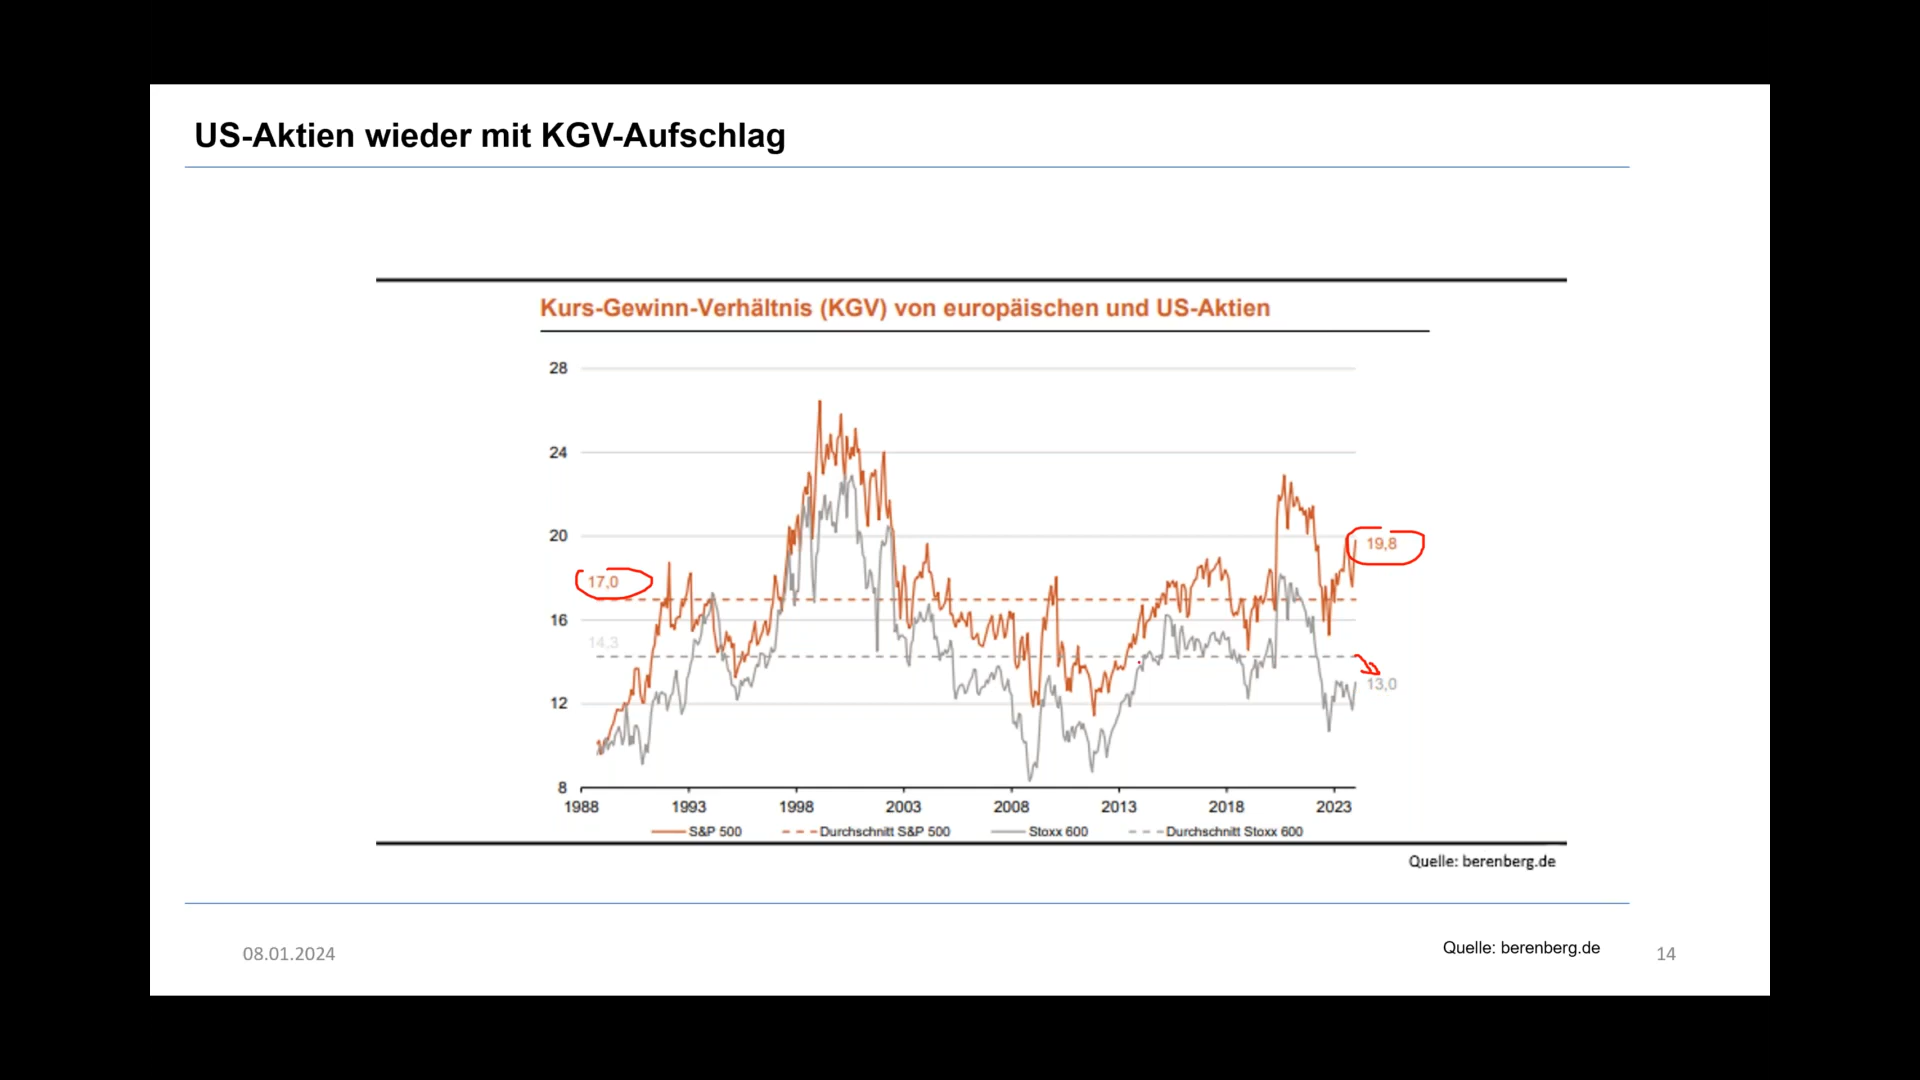 US-Aktien wieder mit KGV-Aufschlag
Kurs-Gewinn-Verhältnis (KGV) von europäischen und US-Aktien
28
24
20
19,8
17,0
16
14,3
13,0
12
8
1988 1993 1998 2003 2008 2013 2018 2023
S&P 500 Durchschnitt S&P 500 Stoxx 600 Durchschnitt Stoxx 600
Quelle: berenberg.de
08.01.2024 Quelle: berenberg.de 14